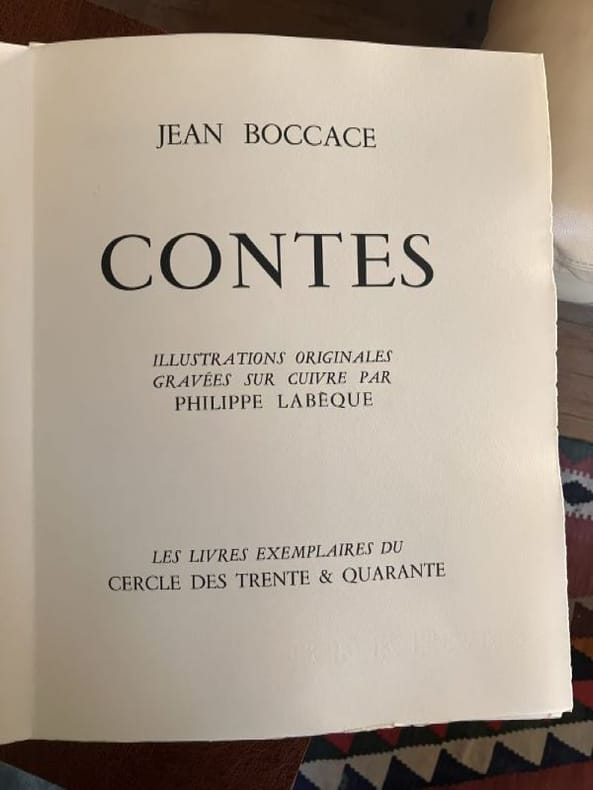 JEAN BOCCACE
CONTES
ILLUSTRATIONS ORIGINALES
GRAVÉES SUR CUIVRE PAR
PHILIPPE LABÈQUE
LES LIVRES EXEMPLAIRES DU
CERCLE DES TRENTE & QUARANTE